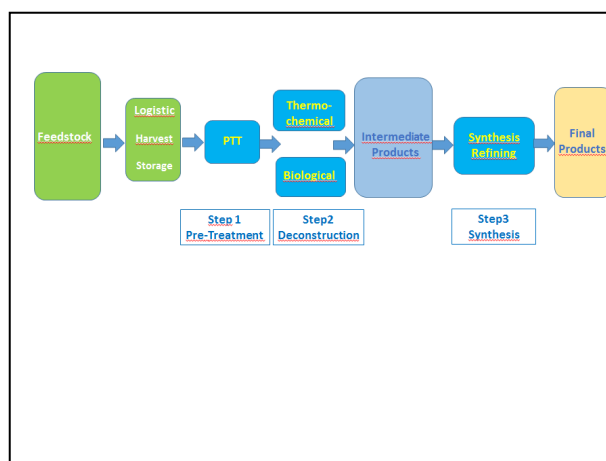 Feedstock
Logistic
Harvest
Storage
PTT
Thermo-
chemical
Biological
Intermediate
Products
Synthesis
Refining
Final
Products
Step 1
Pre-Treatment
Step2
Deconstruction
Step3
Synthesis